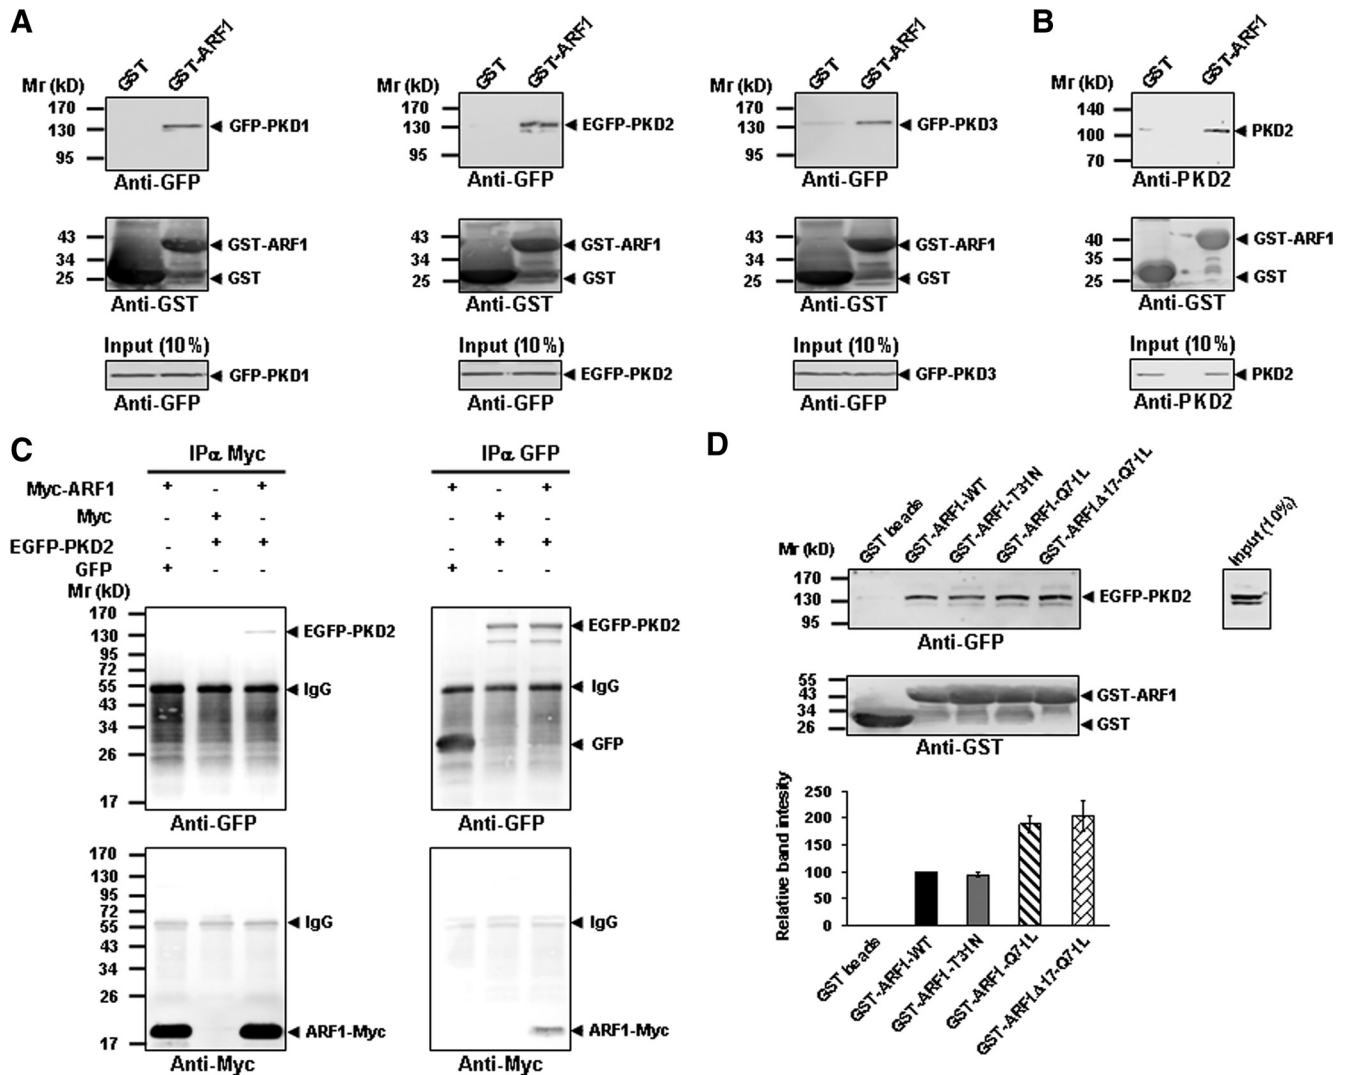 A
GST
GST-ARF1
Mr (kD)
170
130
95
GFP-PKD1
Anti-GFP
43
34
25
GST-ARF1
GST
Anti-GST
Input (10%)
GFP-PKD1
Anti-GFP
GST
GST-ARF1
Mr (kD)
170
130
95
EGFP-PKD2
Anti-GFP
43
34
25
GST-ARF1
GST
Anti-GST
Input (10%)
EGFP-PKD2
Anti-GFP
GST
GST-ARF1
Mr (kD)
170
130
95
GFP-PKD3
Anti-GFP
43
34
25
GST-ARF1
GST
Anti-GST
Input (10%)
GFP-PKD3
Anti-GFP
B
GST
GST-ARF1
Mr (kD)
140
100
70
PKD2
Anti-PKD2
40
35
25
GST-ARF1
GST
Anti-GST
Input (10%)
PKD2
Anti-PKD2
C
IPα Myc
IPα GFP
Myc-ARF1 + - + + - +
Myc - + - - + -
EGFP-PKD2 - + + - + +
GFP + - - + - -
Mr (kD)
170
130
95
72
55
43
34
26
17
EGFP-PKD2
IgG
Anti-GFP
EGFP-PKD2
IgG
GFP
Anti-GFP
170
130
95
72
55
43
34
26
17
IgG
ARF1-Myc
Anti-Myc
IgG
ARF1-Myc
Anti-Myc
D
GST beads
GST-ARF1-WT
GST-ARF1-T31N
GST-ARF1-Q71L
GST-ARF1Δ17-Q71L
Input (10%)
Mr (kD)
170
130
95
EGFP-PKD2
Anti-GFP
55
43
34
26
GST-ARF1
GST
Anti-GST
Relative band intesity
250
200
150
100
50
0
GST beads
GST-ARF1-WT
GST-ARF1-T31N
GST-ARF1-Q71L
GST-ARF1Δ17-Q71L